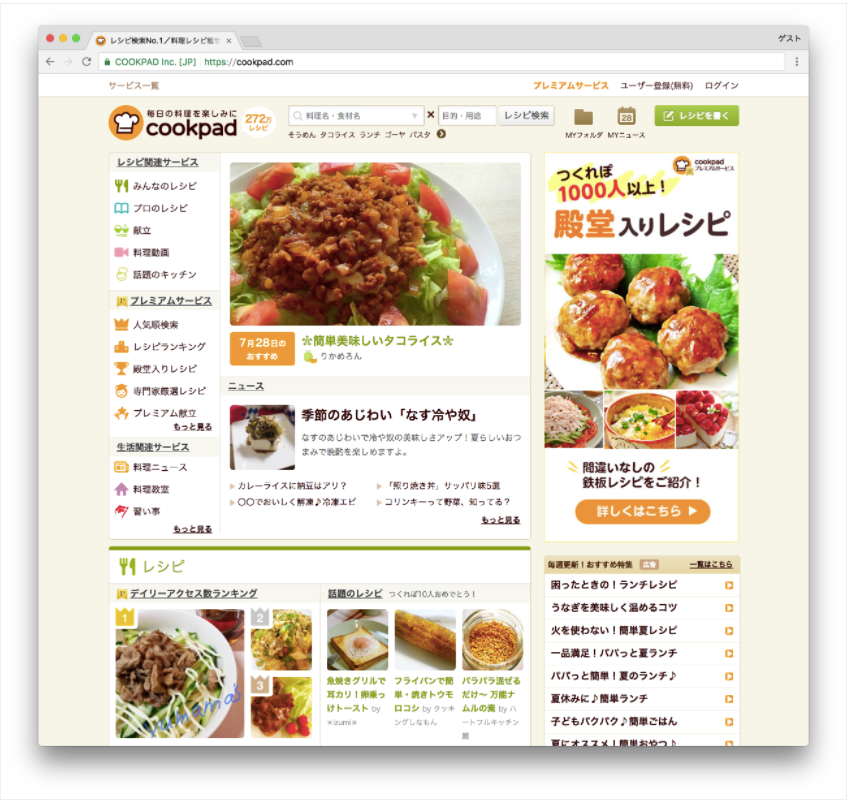 レシピ検索No.1／料理レシピ載せ
ゲスト
COOKPAD Inc. [JP]
https://cookpad.com
サービス一覧
プレミアムサービス ユーザー登録(無料) ログイン
毎日の料理を楽しみに
cookpad
272万
レシピ
料理名・食材名
目的・用途
レシピ検索
そうめん タコライス ランチ ゴーヤ パスタ
MYフォルダ
28
MYニュース
レシピを書く
レシピ関連サービス
みんなのレシピ
プロのレシピ
献立
料理動画
話題のキッチン
プレミアムサービス
人気順検索
レシピランキング
殿堂入りレシピ
専門家厳選レシピ
プレミアム献立
もっと見る
生活関連サービス
料理ニュース
料理教室
習い事
もっと見る
7月28日の
おすすめ
簡単美味しいタコライス
りかめろん
ニュース
季節のあじわい「なす冷や奴」
なすのあじわいで冷や奴の美味しさアップ！夏らしいおつ
まみで晩酌を楽しめますよ。
カレーライスに納豆はアリ？
「照り焼き丼」サッパリ味5選
〇〇でおいしく解凍♪冷凍エビ
コリンキーって野菜、知ってる？
もっと見る
cookpad
プレミアムサービス
つくれぽ
1000人以上！
殿堂入りレシピ
間違いなしの
鉄板レシピをご紹介！
詳しくはこちら
レシピ
デイリーアクセス数ランキング
1
2
3
yumama's
話題のレシピ つくれぽ10人おめでとう！
魚焼きグリルで
耳カリ！卵乗っ
けトースト by
※izumi※
フライパンで簡
単・焼きトウモ
ロコシ by クッキ
ングしなもん
パラパラ混ぜる
だけ〜 万能ナ
ムルの素 by ハ
ートフルキッチン
毎週更新！おすすめ特集 広告 一覧はこちら
困ったときの！ランチレシピ
うなぎを美味しく温めるコツ
火を使わない！簡単夏レシピ
一品満足！パパっと夏ランチ
パパっと簡単！夏のランチ♪
夏休みに♪簡単ランチ
子どもパクパク♪簡単ごはん
夏にオススメ！簡単おやつ♪